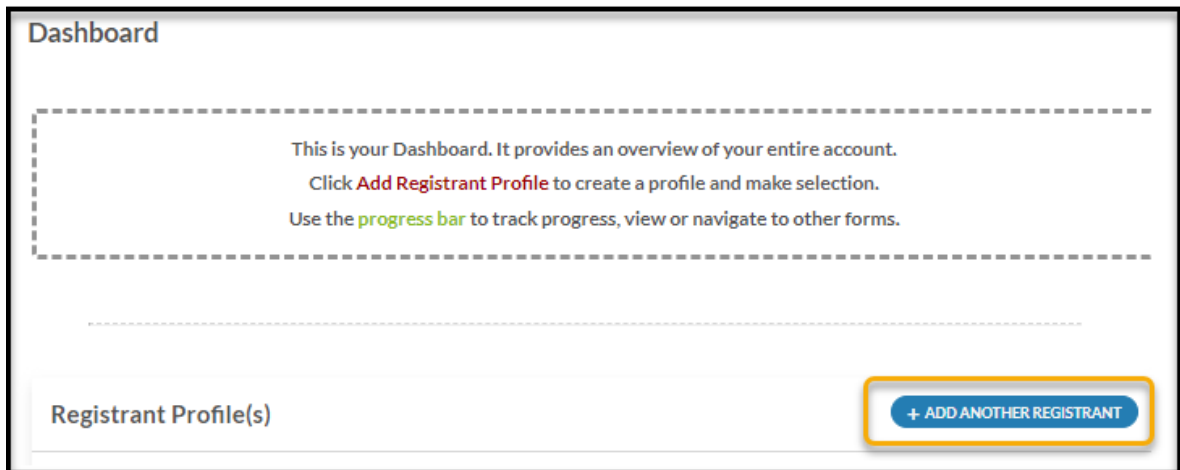 Dashboard
This is your Dashboard. It provides an overview of your entire account.
Click Add Registrant Profile to create a profile and make selection.
Use the progress bar to track progress, view or navigate to other forms.
Registrant Profile(s)
+ ADD ANOTHER REGISTRANT